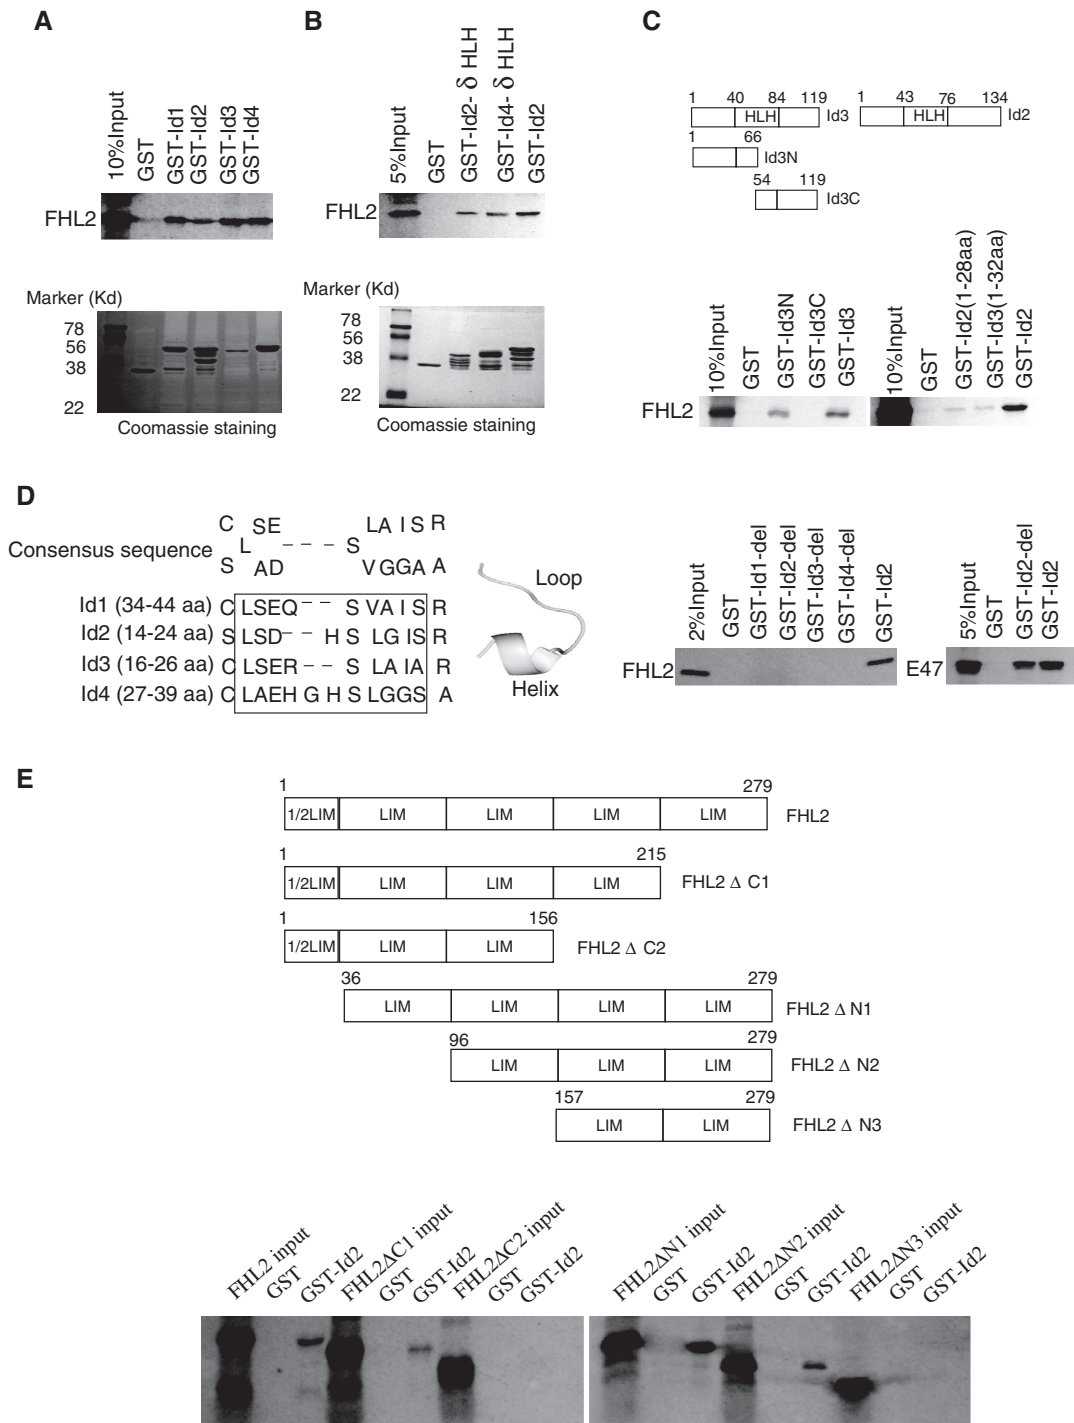 A
10%Input
GST
GST-Id1
GST-Id2
GST-Id3
GST-Id4
FHL2
Marker (Kd)
78
56
38
22
Coomassie staining
B
5%Input
GST
GST-Id2- δ HLH
GST-Id4- δ HLH
GST-Id2
FHL2
Marker (Kd)
78
56
38
22
Coomassie staining
C
1 40 84 119
HLH
Id3
1 43 76 134
HLH
Id2
1 66
Id3N
54 119
Id3C
10%Input
GST
GST-Id3N
GST-Id3C
GST-Id3
10%Input
GST
GST-Id2(1-28aa)
GST-Id3(1-32aa)
GST-Id2
FHL2
D
C SE LA I S R
Consensus sequence L - - - - S
S AD V GGA A
Id1 (34-44 aa) C LSEQ - - S VA I S R
Id2 (14-24 aa) S LSD - - H S LG IS R
Id3 (16-26 aa) C LSER - - S LA IA R
Id4 (27-39 aa) C LAEH G H S LGGS A
Loop
Helix
2%Input
GST
GST-Id1-del
GST-Id2-del
GST-Id3-del
GST-Id4-del
GST-Id2
FHL2
5%Input
GST
GST-Id2-del
GST-Id2
E47
E
1 279
1/2LIM LIM LIM LIM LIM FHL2
1 215
1/2LIM LIM LIM LIM FHL2 Δ C1
1 156
1/2LIM LIM LIM FHL2 Δ C2
36 279
LIM LIM LIM LIM FHL2 Δ N1
96 279
LIM LIM LIM FHL2 Δ N2
157 279
LIM LIM FHL2 Δ N3
FHL2 input
GST
GST-Id2
FHL2ΔC1 input
GST
GST-Id2
FHL2ΔC2 input
GST
GST-Id2
FHL2ΔN1 input
GST
GST-Id2
FHL2ΔN2 input
GST
GST-Id2
FHL2ΔN3 input
GST
GST-Id2